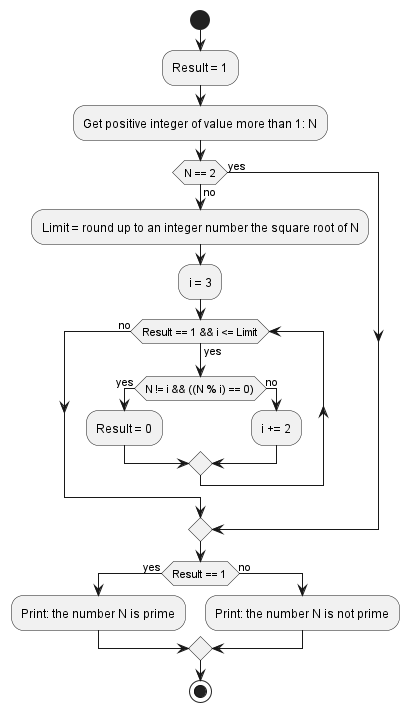 Result = 1
Get positive integer of value more than 1: N
N == 2
yes
no
Limit = round up to an integer number the square root of N
i = 3
no
Result == 1 && i <= Limit
yes
yes
N != i && ((N % i) == 0)
no
Result = 0
i += 2
yes
Result == 1
no
Print: the number N is prime
Print: the number N is not prime